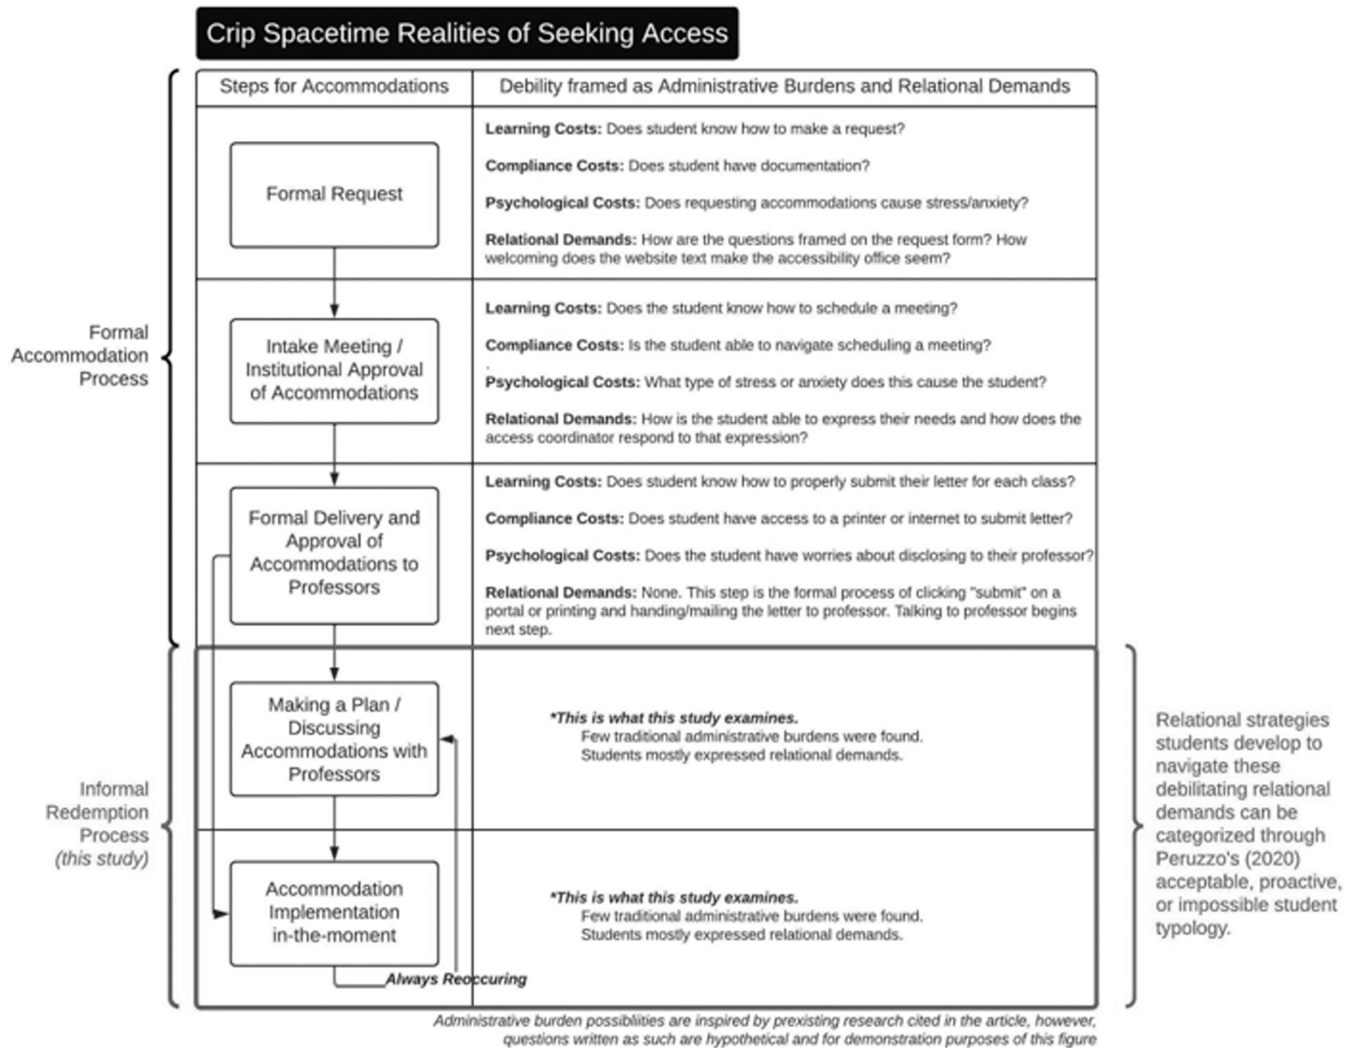 Crip Spacetime Realities of Seeking Access
Steps for Accommodations
Debility framed as Administrative Burdens and Relational Demands
Formal
Accommodation
Process
Formal Request
Learning Costs: Does student know how to make a request?
Compliance Costs: Does student have documentation?
Psychological Costs: Does requesting accommodations cause stress/anxiety?
Relational Demands: How are the questions framed on the request form? How
welcoming does the website text make the accessibility office seem?
Intake Meeting /
Institutional Approval
of Accommodations
Learning Costs: Does the student know how to schedule a meeting?
Compliance Costs: Is the student able to navigate scheduling a meeting?
.
Psychological Costs: What type of stress or anxiety does this cause the student?
Relational Demands: How is the student able to express their needs and how does the
access coordinator respond to that expression?
Formal Delivery and
Approval of
Accommodations to
Professors
Learning Costs: Does student know how to properly submit their letter for each class?
Compliance Costs: Does student have access to a printer or internet to submit letter?
Psychological Costs: Does the student have worries about disclosing to their professor?
Relational Demands: None. This step is the formal process of clicking "submit" on a
portal or printing and handing/mailing the letter to professor. Talking to professor begins
next step.
Informal
Redemption
Process
(this study)
Making a Plan /
Discussing
Accommodations with
Professors
*This is what this study examines.
Few traditional administrative burdens were found.
Students mostly expressed relational demands.
Accommodation
Implementation
in-the-moment
Always Reoccuring
*This is what this study examines.
Few traditional administrative burdens were found.
Students mostly expressed relational demands.
Relational strategies
students develop to
navigate these
debilitating relational
demands can be
categorized through
Peruzzo's (2020)
acceptable, proactive,
or impossible student
typology.
Administrative burden possibliities are inspired by prexisting research cited in the article, however,
questions written as such are hypothetical and for demonstration purposes of this figure